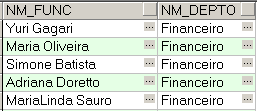 NM_FUNC NM_DEPTO
Yuri Gagari Financeiro
Maria Oliveira Financeiro
Simone Batista Financeiro
Adriana Doretto Financeiro
MariaLinda Sauro Financeiro